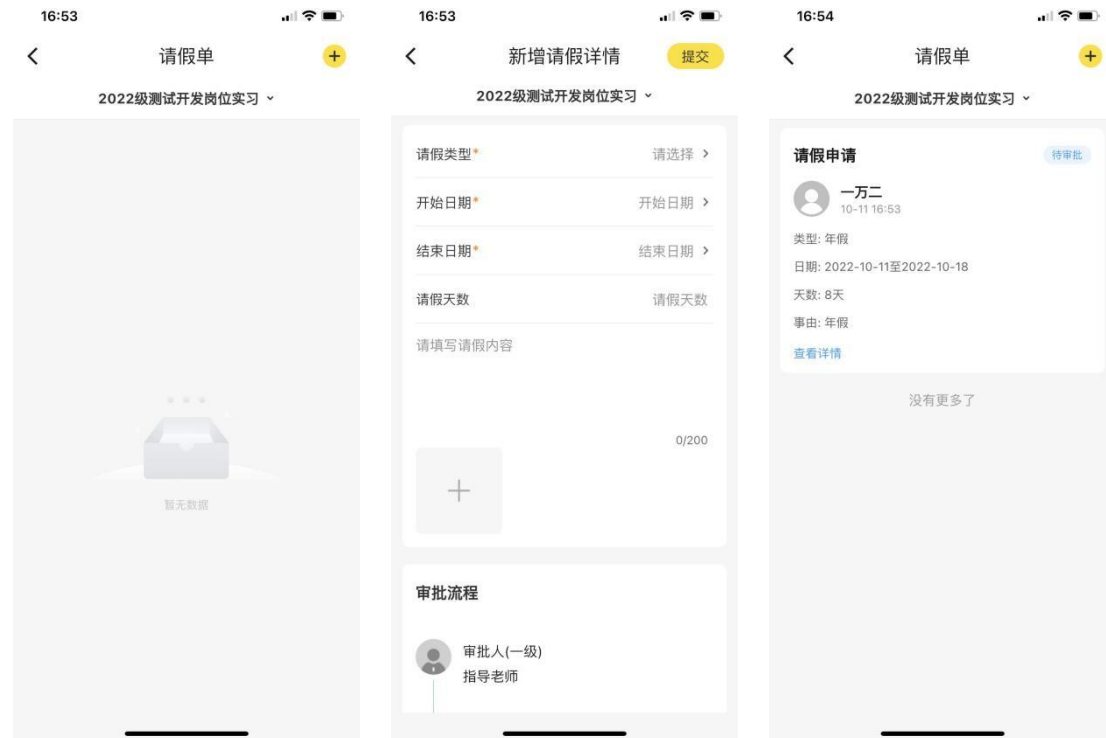 16:53
请假单
2022级测试开发岗位实习
暂无数据
16:53
新增请假详情
提交
2022级测试开发岗位实习
请假类型*
请选择
开始日期*
开始日期
结束日期*
结束日期
请假天数
请假天数
请填写请假内容
0/200
审批流程
审批人(一级)
指导老师
16:54
请假单
2022级测试开发岗位实习
请假申请
待审批
一万二
10-11 16:53
类型: 年假
日期: 2022-10-11至2022-10-18
天数: 8天
事由: 年假
查看详情
没有更多了